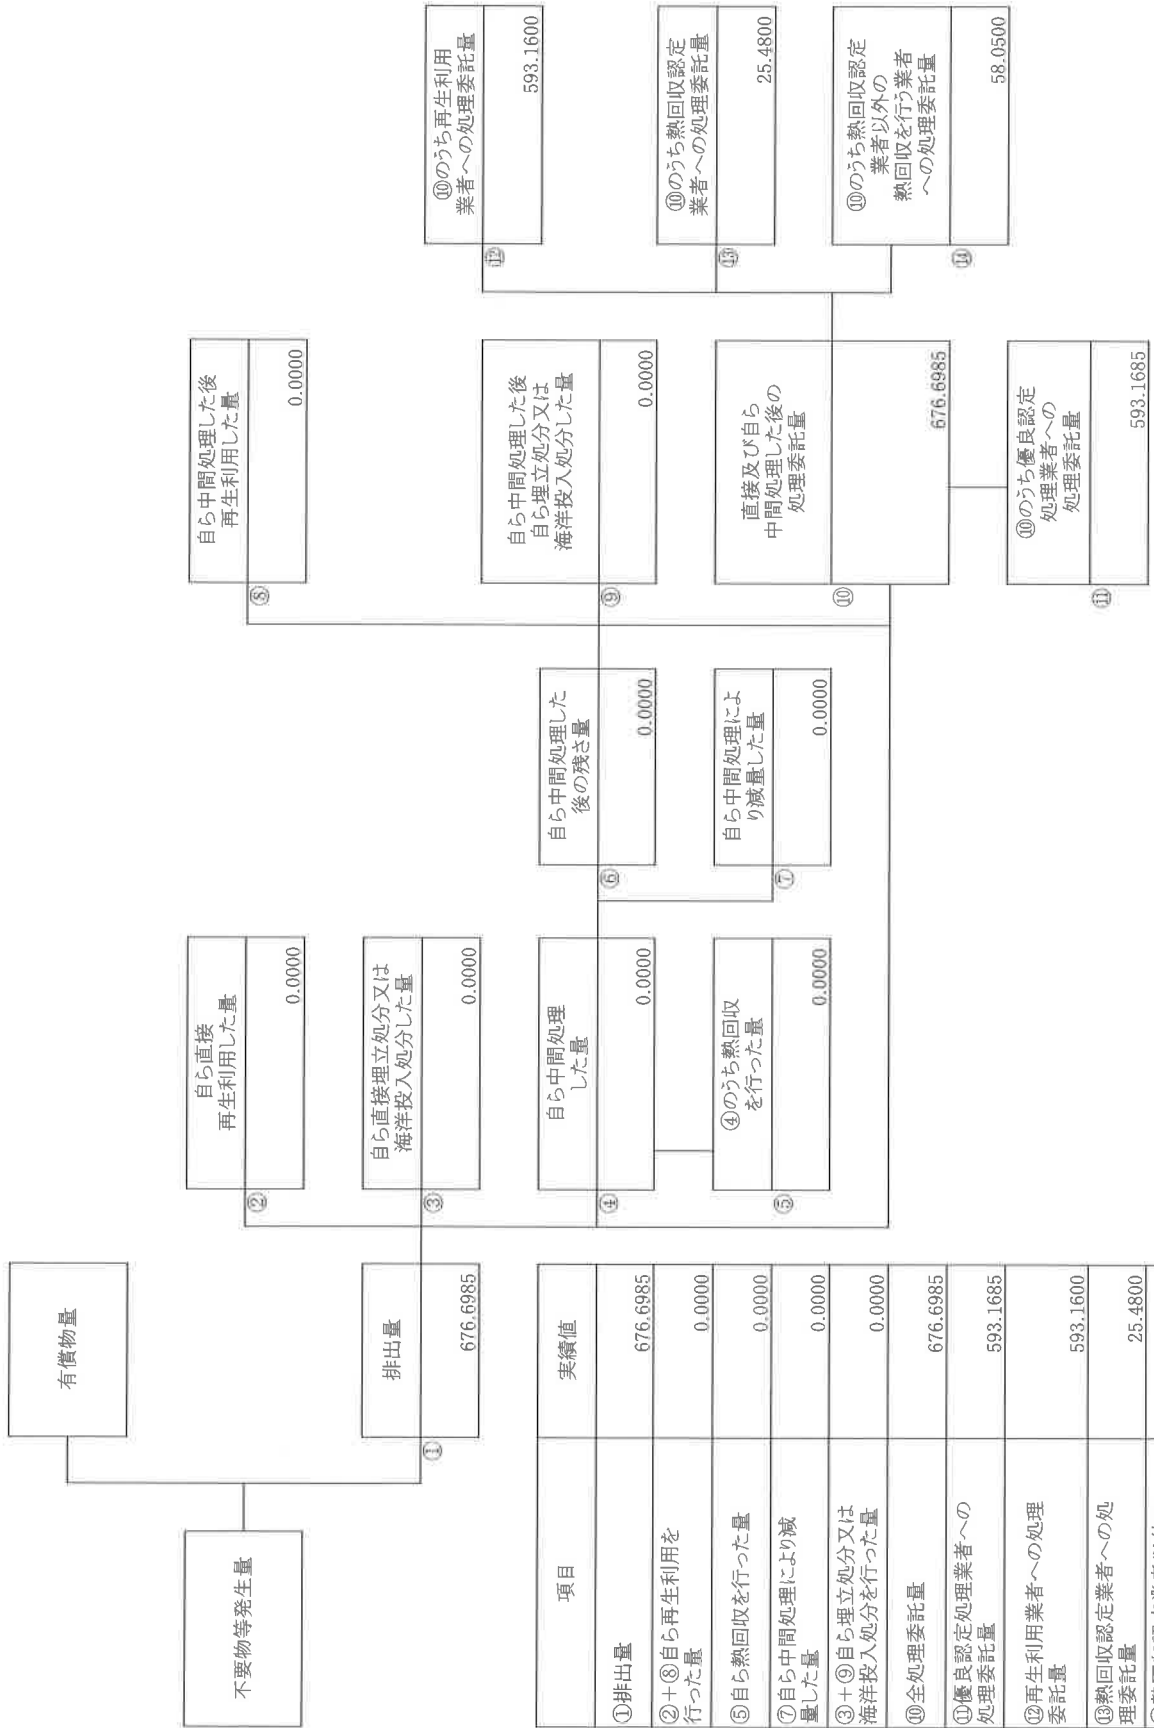 不要物等発生量
有償物量
排出量
①
676.6985
②
自ら直接
再生利用した量
0.0000
③
自ら直接埋立処分又は
海洋投入処分した量
0.0000
④
自ら中間処理
した量
0.0000
⑤
④のうち熱回収
を行った量
0.0000
⑥
自ら中間処理した
後の残さ量
0.0000
⑦
自ら中間処理によ
り減量した量
0.0000
⑧
自ら中間処理した後
再生利用した量
0.0000
⑨
自ら中間処理した後
自ら埋立処分又は
海洋投入処分した量
0.0000
⑩
直接及び自ら
中間処理した後の
処理委託量
676.6985
⑪
⑩のうち優良認定
処理業者への
処理委託量
593.1685
⑫
⑩のうち再生利用
業者への処理委託量
593.1600
⑬
⑩のうち熱回収認定
業者への処理委託量
25.4800
⑭
⑩のうち熱回収認定
業者以外の
熱回収を行う業者
への処理委託量
58.0500
項目 実績値
①排出量 676.6985
②+⑧自ら再生利用を
行った量 0.0000
⑤自ら熱回収を行った量 0.0000
⑦自ら中間処理により減
量した量 0.0000
③+⑨自ら埋立処分又は
海洋投入処分を行った量 0.0000
⑩全処理委託量 676.6985
⑪優良認定処理業者への
処理委託量 593.1685
⑫再生利用業者への処理
委託量 593.1600
⑬熱回収認定業者への処
理委託量 25.4800